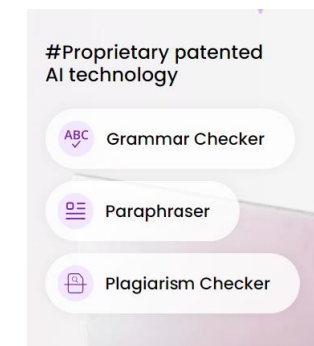 #Proprietary patented
AI technology
ABC
Grammar Checker
Paraphraser
Plagiarism Checker